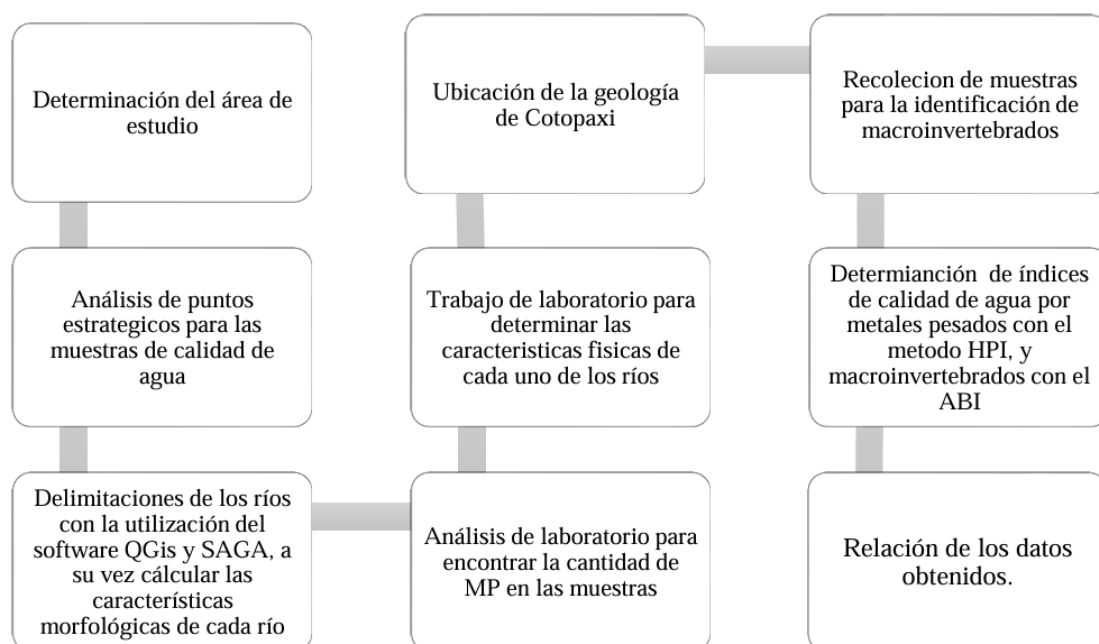 Determinación del área de
estudio
Análisis de puntos
estrategicos para las
muestras de calidad de
agua
Delimitaciones de los ríos
con la utilización del
software QGis y SAGA, a
su vez cálcular las
características
morfológicas de cada río
Análisis de laboratorio para
encontrar la cantidad de
MP en las muestras
Trabajo de laboratorio para
determinar las
caracteristicas fisicas de
cada uno de los ríos
Ubicación de la geología
de Cotopaxi
Recolecion de muestras
para la identificación de
macroinvertebrados
Determianción de índices
de calidad de agua por
metales pesados con el
metodo HPI, y
macroinvertebrados con el
ABI
Relación de los datos
obtenidos.